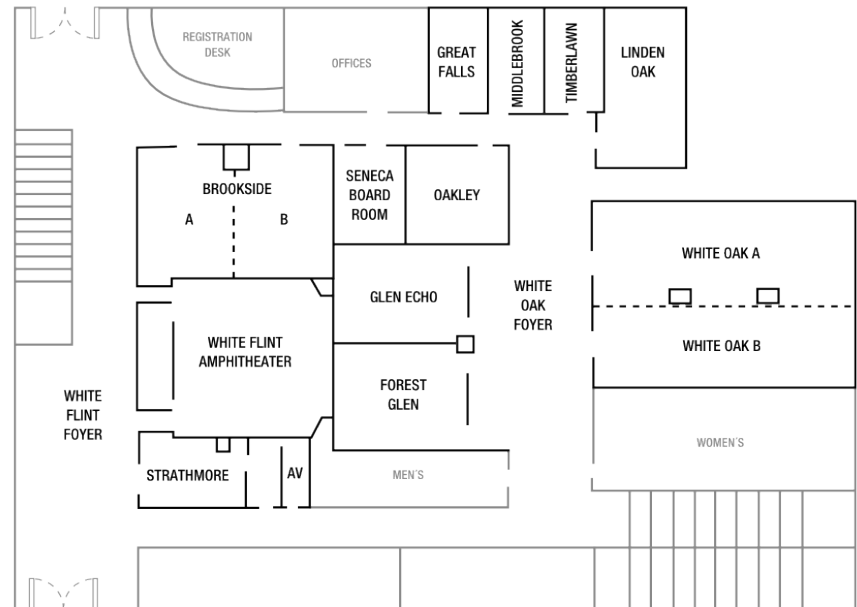 REGISTRATION
DESK
OFFICES
GREAT
FALLS
MIDDLEBROOK
TIMBERLAWN
LINDEN
OAK
BROOKSIDE
A
B
SENECA
BOARD
ROOM
OAKLEY
WHITE OAK A
GLEN ECHO
WHITE
OAK
FOYER
WHITE FLINT
AMPHITHEATER
WHITE OAK B
FOREST
GLEN
WHITE
FLINT
FOYER
WOMEN'S
STRATHMORE
AV
MEN'S